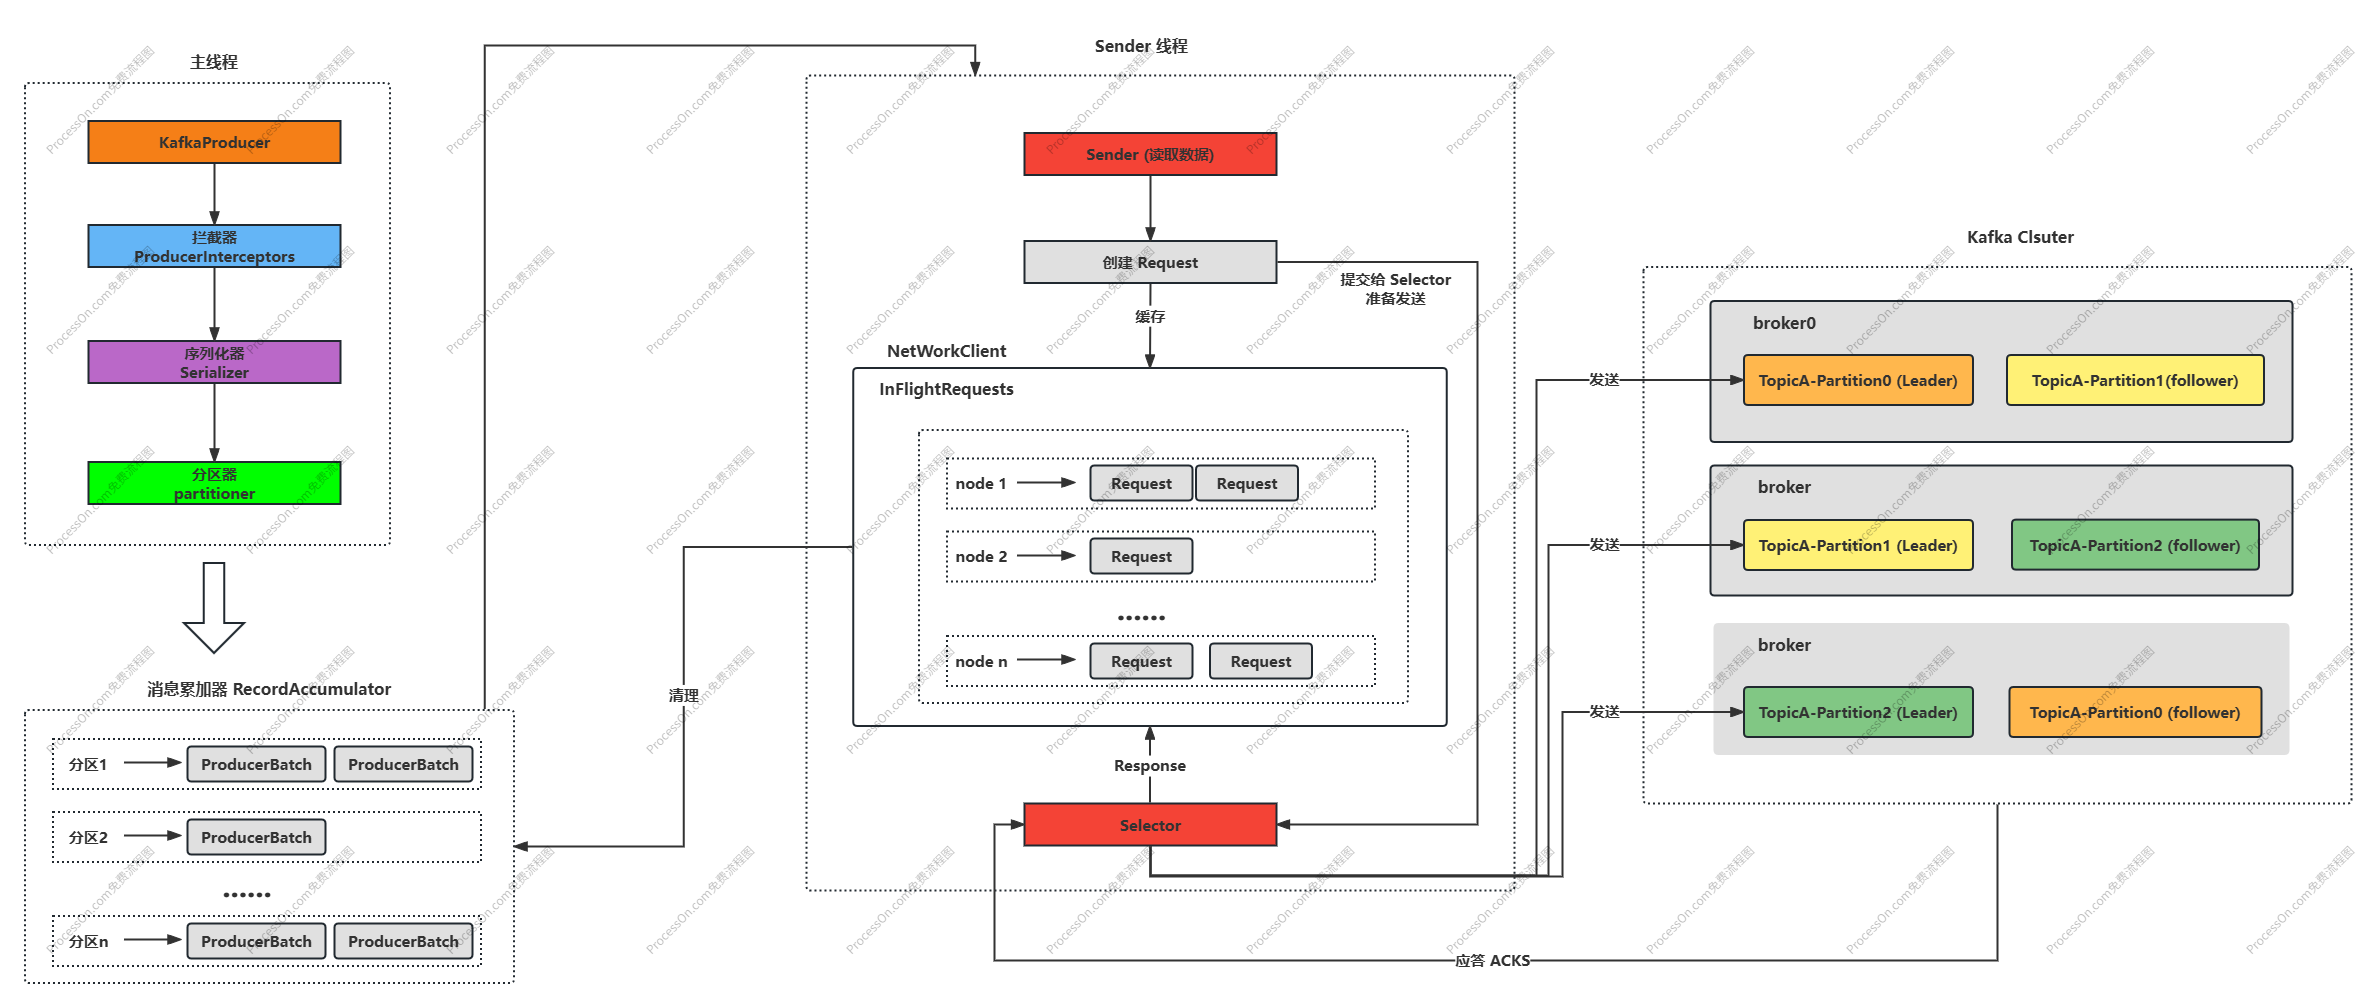 主线程
KafkaProducer
拦截器
ProducerInterceptors
序列化器
Serializer
分区器
partitioner
消息累加器 RecordAccumulator
分区1
ProducerBatch
ProducerBatch
分区2
ProducerBatch
......
分区n
ProducerBatch
ProducerBatch
清理
Sender 线程
Sender (读取数据)
创建 Request
提交给 Selector
准备发送
缓存
NetWorkClient
InFlightRequests
node 1
Request
Request
node 2
Request
......
node n
Request
Request
Response
Selector
发送
发送
发送
应答 ACKS
Kafka Clsuter
broker0
TopicA-Partition0 (Leader)
TopicA-Partition1(follower)
broker
TopicA-Partition1 (Leader)
TopicA-Partition2 (follower)
broker
TopicA-Partition2 (Leader)
TopicA-Partition0 (follower)
ProcessOn.com免费流程图